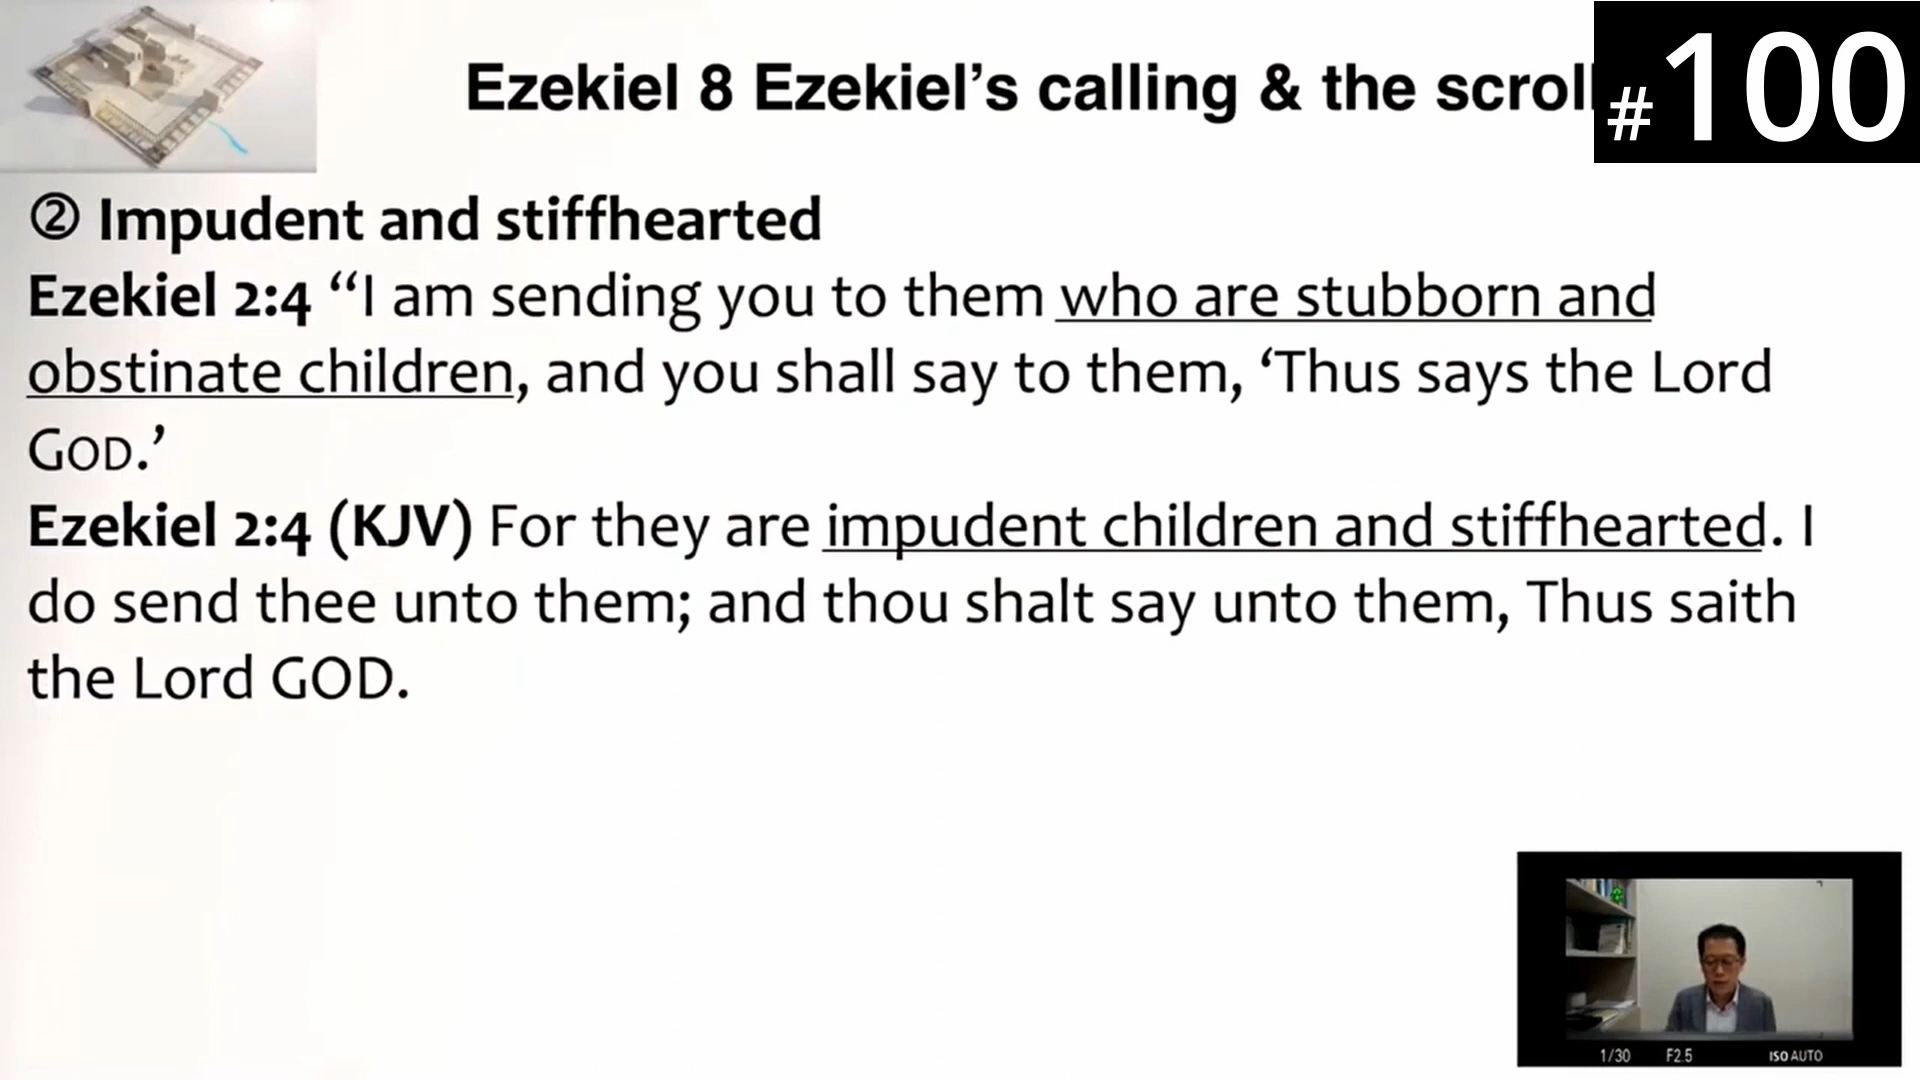 Ezekiel 8 Ezekiel’s calling & the scroll
#100
② Impudent and stiffhearted
Ezekiel 2:4 “I am sending you to them who are stubborn and
obstinate children, and you shall say to them, ‘Thus says the Lord
GOD.’
Ezekiel 2:4 (KJV) For they are impudent children and stiffhearted. I
do send thee unto them; and thou shalt say unto them, Thus saith
the Lord GOD.
1/30 F2.5 ISO AUTO